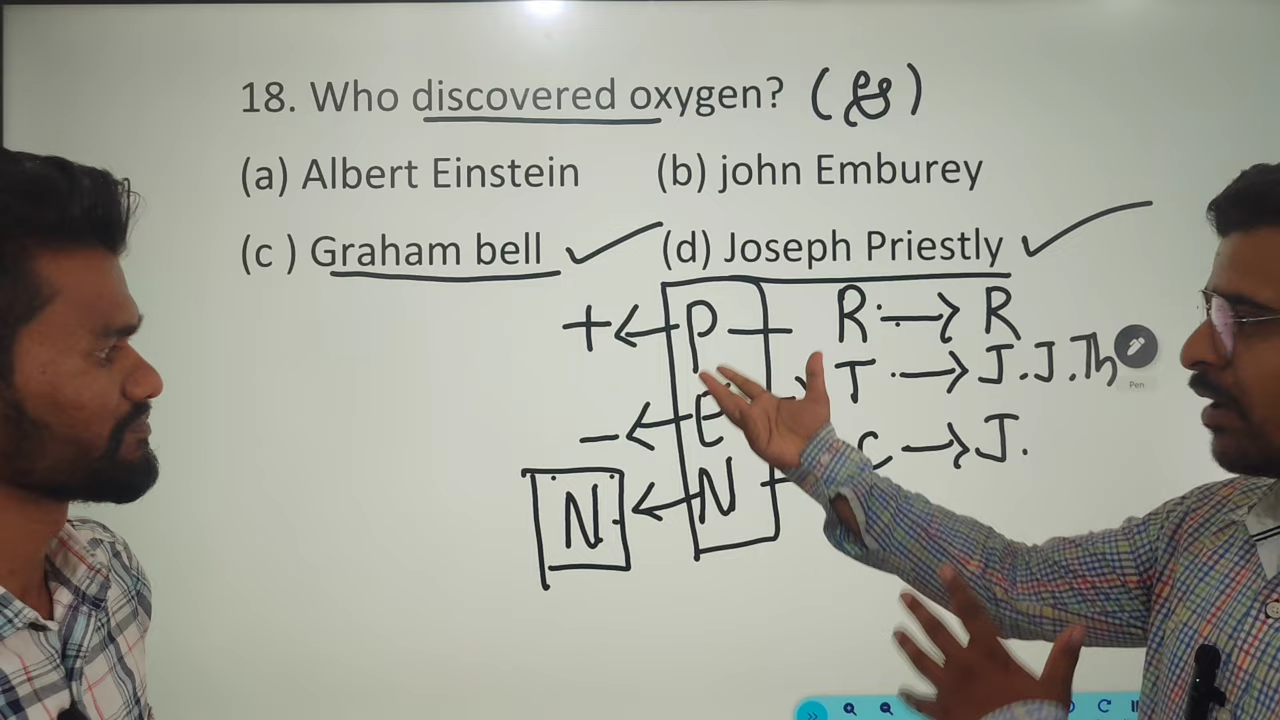 18. Who discovered oxygen? (    )
(a) Albert Einstein (b) john Emburey
(c ) Graham bell (d) Joseph Priestly
+ P R R
− e T J.J.Th
N N C J.
Pen